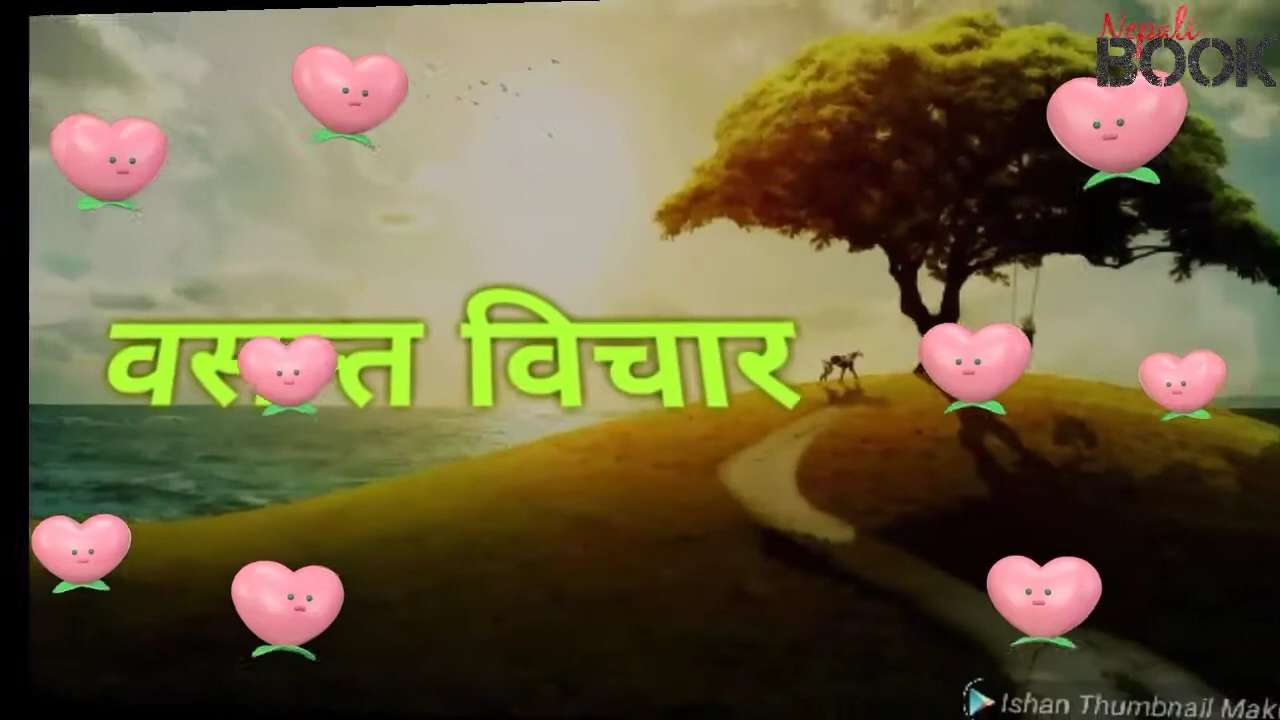 Nepali
BOOK
विचार
Ishan Thumbnail Mak